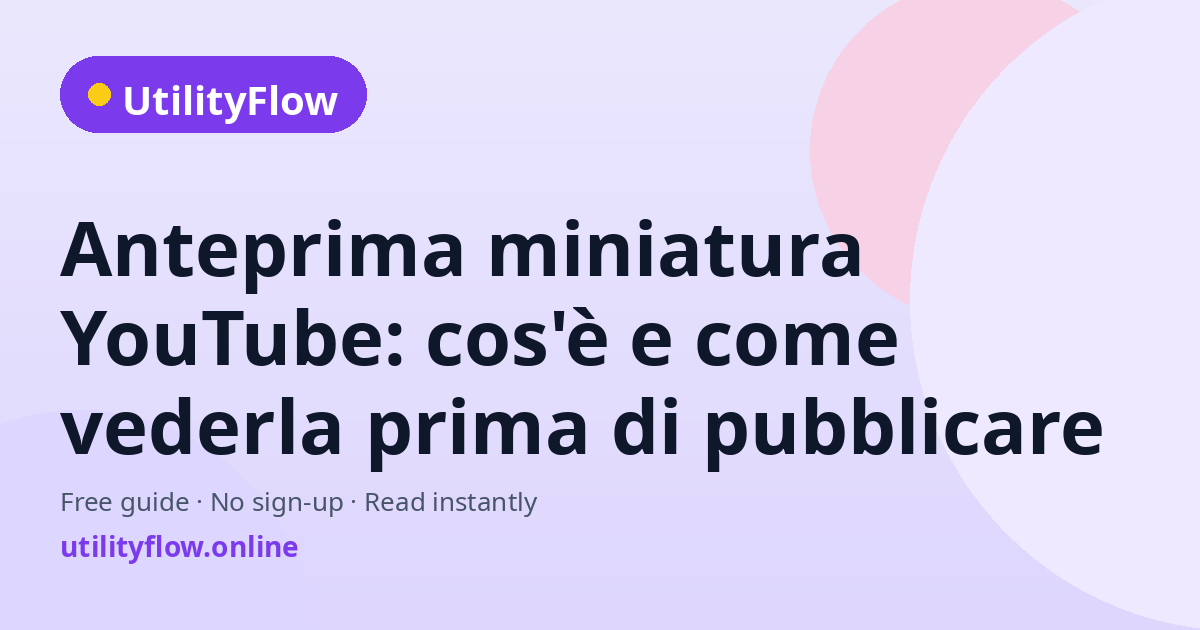 UtilityFlow
Anteprima miniatura
YouTube: cos'è e come
vederla prima di pubblicare
Free guide · No sign-up · Read instantly
utilityflow.online